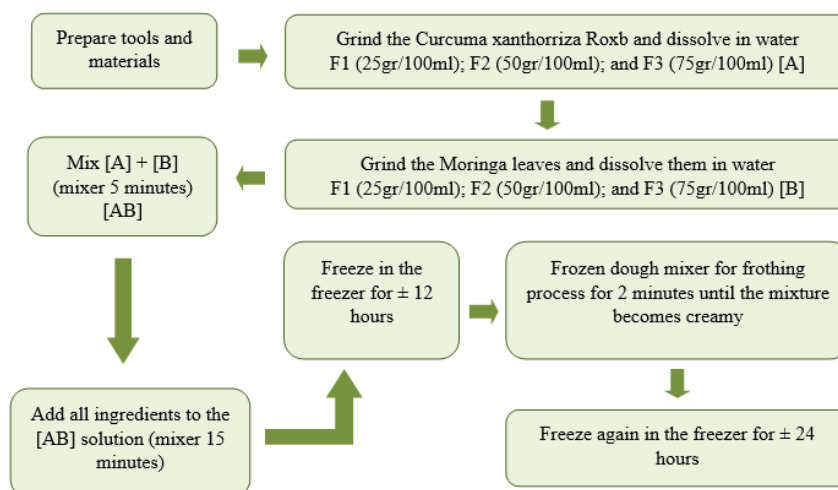 Prepare tools and
materials
Grind the Curcuma xanthorriza Roxb and dissolve in water
F1 (25gr/100ml); F2 (50gr/100ml); and F3 (75gr/100ml) [A]
Grind the Moringa leaves and dissolve them in water
F1 (25gr/100ml); F2 (50gr/100ml); and F3 (75gr/100ml) [B]
Mix [A] + [B]
(mixer 5 minutes)
[AB]
Add all ingredients to the
[AB] solution (mixer 15
minutes)
Freeze in the
freezer for ± 12
hours
Frozen dough mixer for frothing
process for 2 minutes until the mixture
becomes creamy
Freeze again in the freezer for ± 24
hours